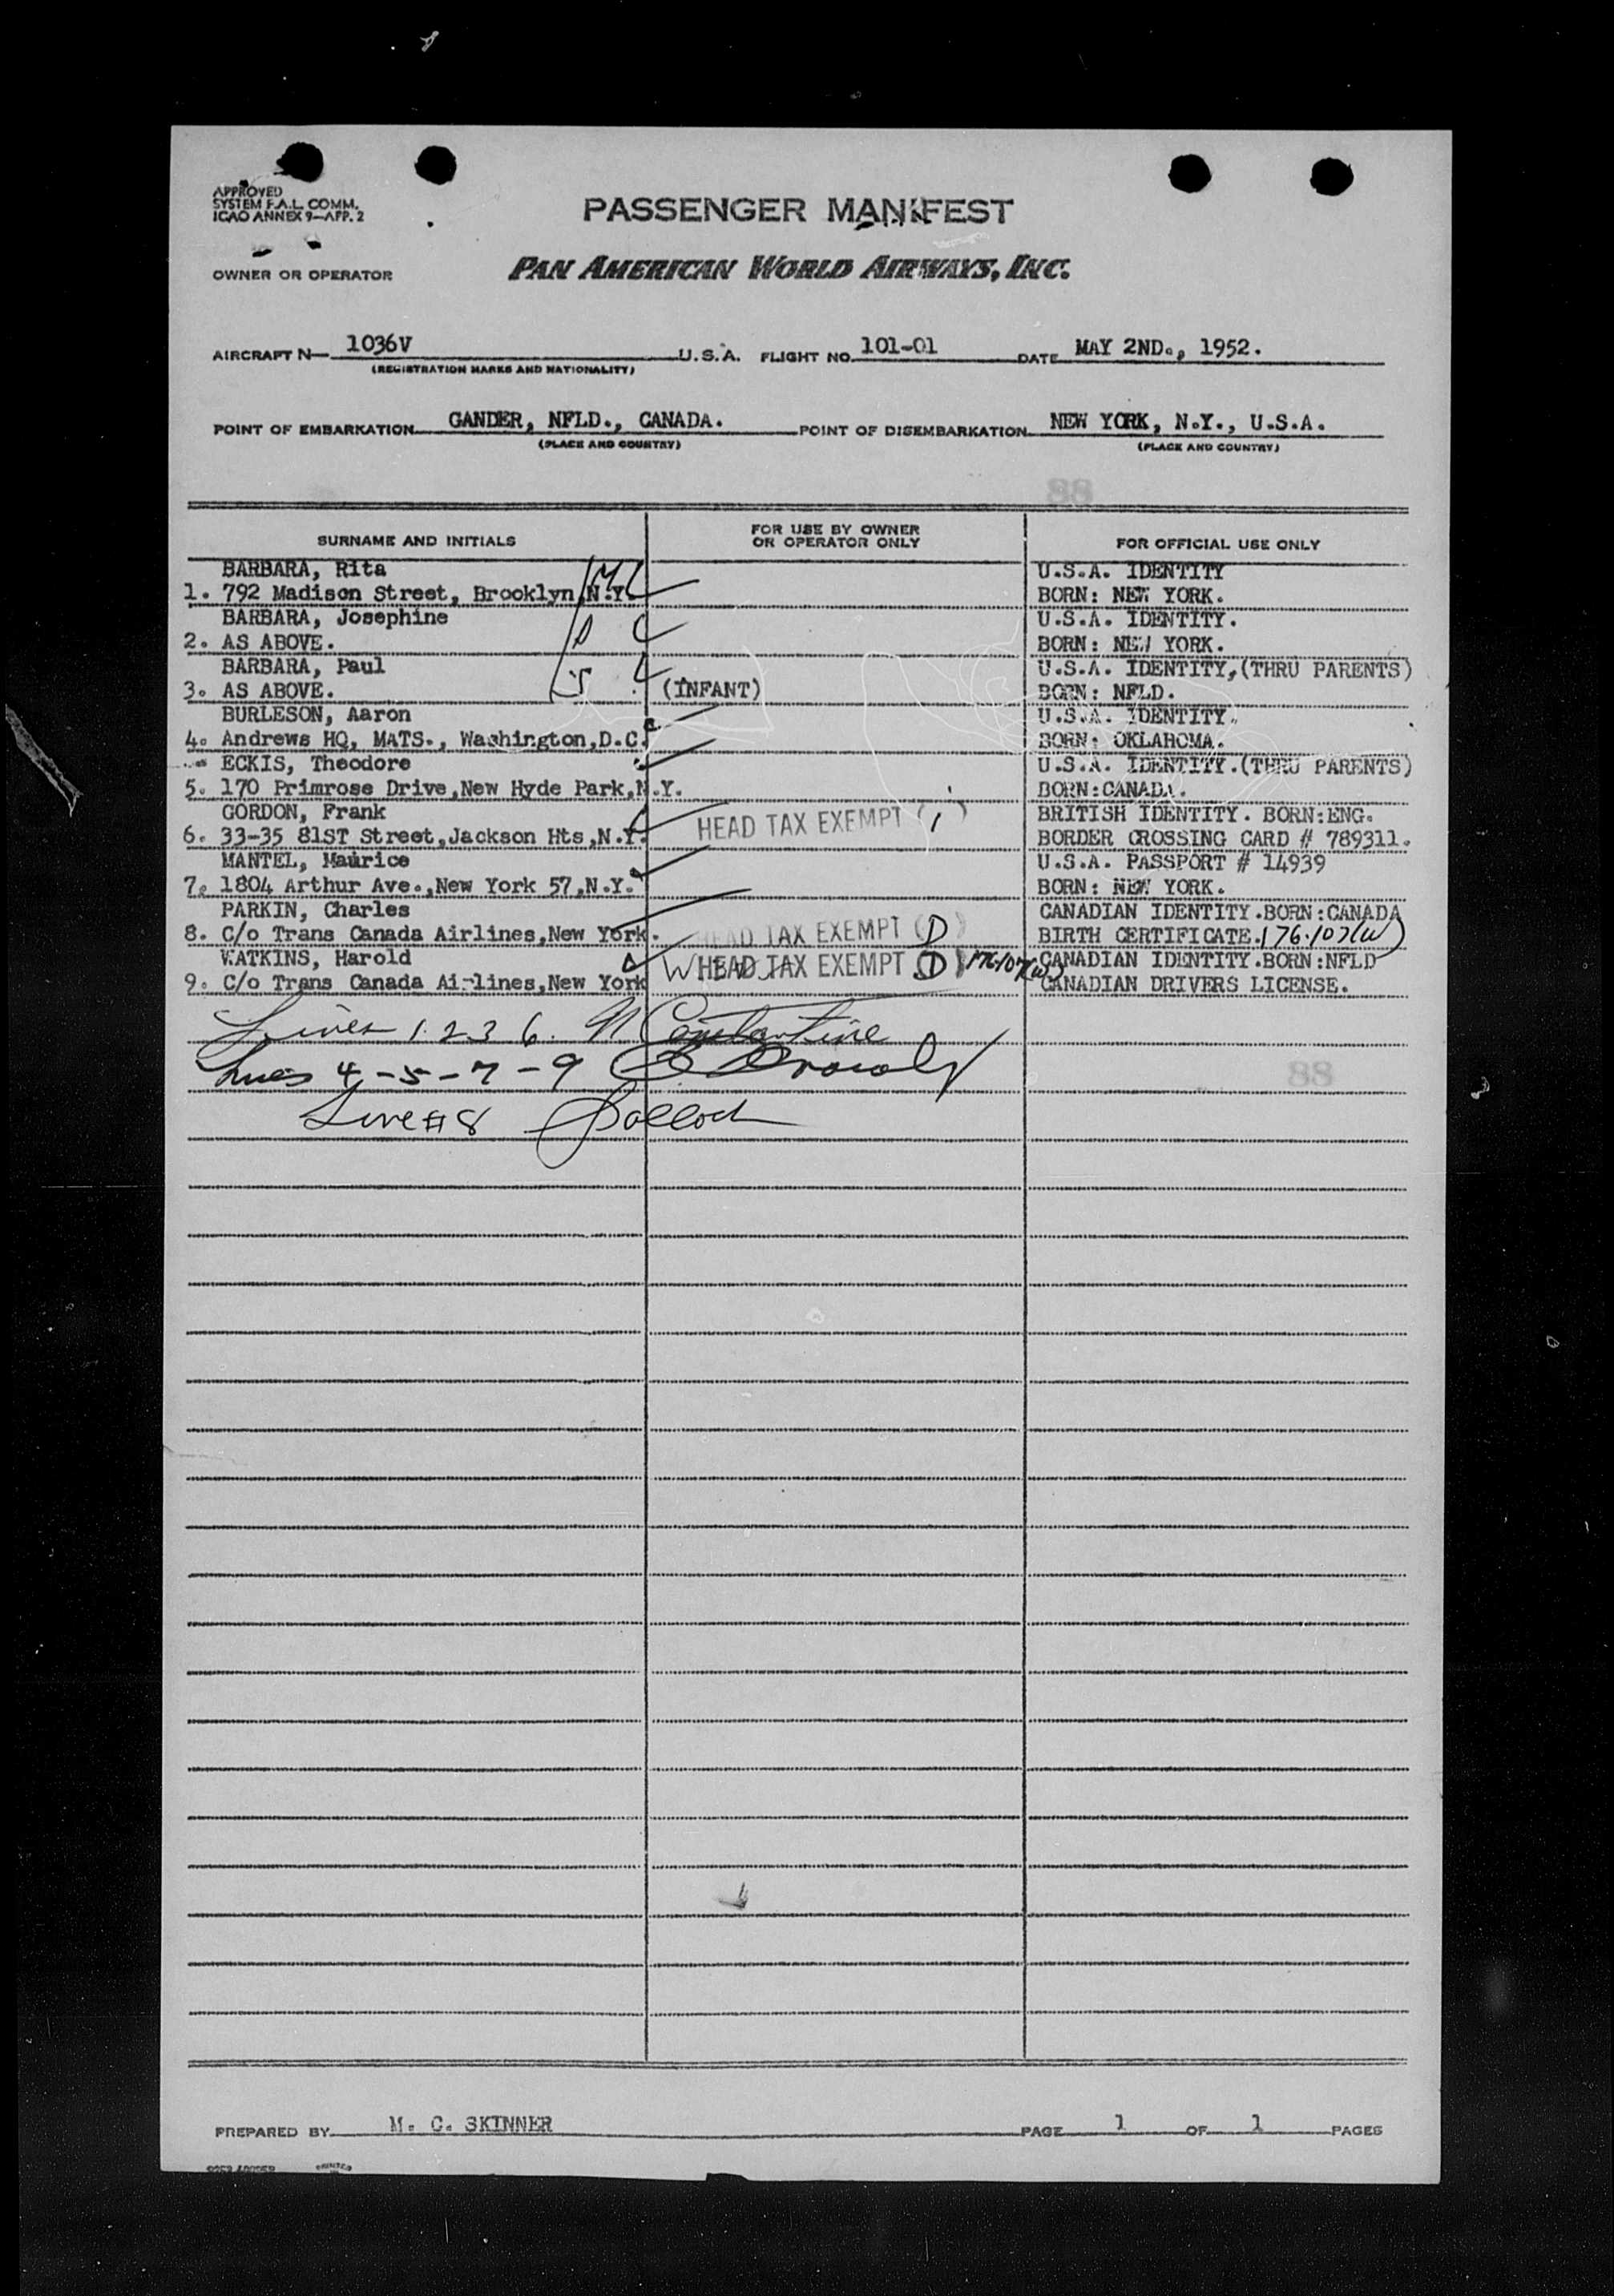 APPROVED
SYSTEM F.A.L. COMM.
ICAO ANNEX 9—APP. 2
PASSENGER MANIFEST
OWNER OR OPERATOR
PAN AMERICAN WORLD AIRWAYS, INC.
AIRCRAFT N— 1036V U.S.A. FLIGHT NO. 101-01 DATE MAY 2ND., 1952.
(REGISTRATION MARKS AND NATIONALITY)
POINT OF EMBARKATION GANDER, NFLD., CANADA. POINT OF DISEMBARKATION NEW YORK, N.Y., U.S.A.
(PLACE AND COUNTRY) (PLACE AND COUNTRY)
88
SURNAME AND INITIALS FOR USE BY OWNER OR OPERATOR ONLY FOR OFFICIAL USE ONLY
BARBARA, Rita U.S.A. IDENTITY
1. 792 Madison Street, Brooklyn,N.Y. BORN: NEW YORK.
BARBARA, Josephine U.S.A. IDENTITY.
2. AS ABOVE. BORN: NEW YORK.
BARBARA, Paul U.S.A. IDENTITY,(THRU PARENTS)
3. AS ABOVE. (INFANT) BORN: NFLD.
BURLESON, Aaron U.S.A. IDENTITY.
4. Andrews HQ, MATS., Washington,D.C. BORN: OKLAHOMA.
ECKIS, Theodore U.S.A. IDENTITY.(THRU PARENTS)
5. 170 Primrose Drive,New Hyde Park,N.Y. BORN:CANADA.
GORDON, Frank BRITISH IDENTITY. BORN:ENG.
6. 33-35 81ST Street,Jackson Hts,N.Y. HEAD TAX EXEMPT (i) BORDER CROSSING CARD # 789311.
MANTEL, Maurice U.S.A. PASSPORT # 14939
7. 1804 Arthur Ave.,New York 57,N.Y. BORN: NEW YORK.
PARKIN, Charles CANADIAN IDENTITY.BORN:CANADA
8. C/o Trans Canada Airlines,New York. HEAD TAX EXEMPT (D) BIRTH CERTIFICATE. 176.107(w)
WATKINS, Harold W HEAD TAX EXEMPT (D) 176.107(w) CANADIAN IDENTITY.BORN:NFLD
9. C/o Trans Canada Airlines,New York CANADIAN DRIVERS LICENSE.
Lines 1 2 3 6. N Constantine
Lines 4-5-7-9
88
Line #8
PREPARED BY M. C. SKINNER PAGE 1 OF 1 PAGES